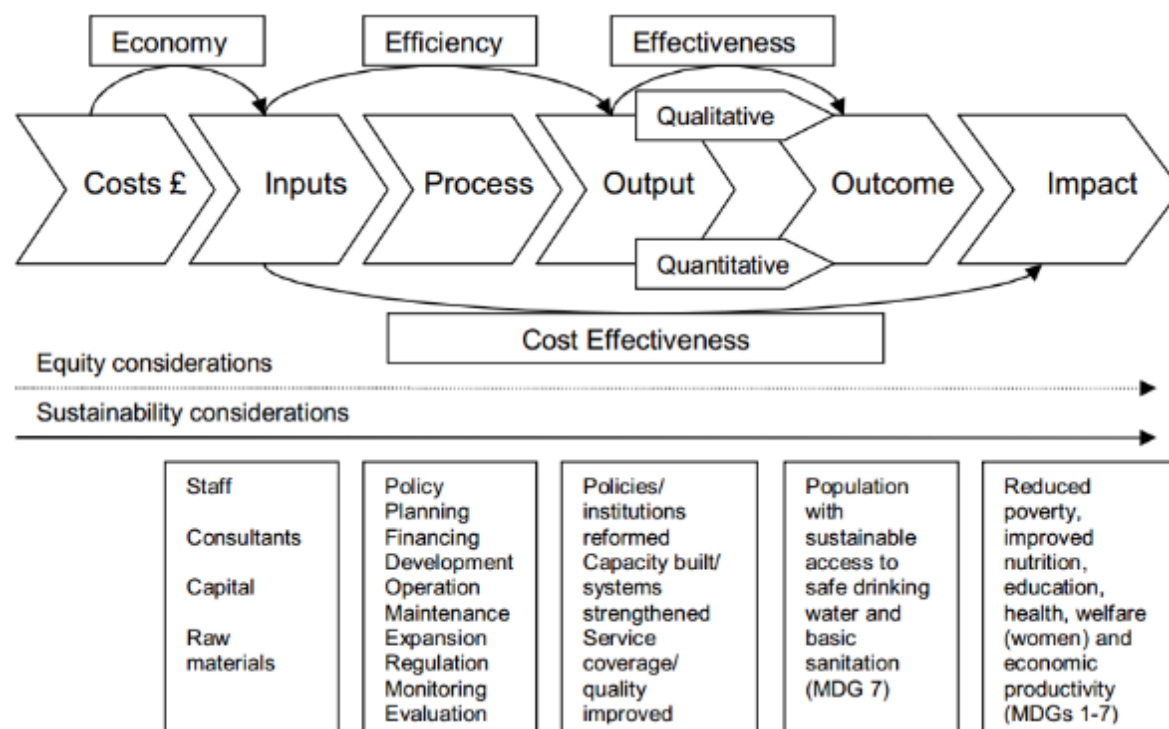 Economy
Efficiency
Effectiveness
Costs £
Inputs
Process
Output
Qualitative
Quantitative
Outcome
Impact
Cost Effectiveness
Equity considerations
Sustainability considerations
Staff
Consultants
Capital
Raw
materials
Policy
Planning
Financing
Development
Operation
Maintenance
Expansion
Regulation
Monitoring
Evaluation
Policies/
institutions
reformed
Capacity built/
systems
strengthened
Service
coverage/
quality
improved
Population
with
sustainable
access to
safe drinking
water and
basic
sanitation
(MDG 7)
Reduced
poverty,
improved
nutrition,
education,
health, welfare
(women) and
economic
productivity
(MDGs 1-7)